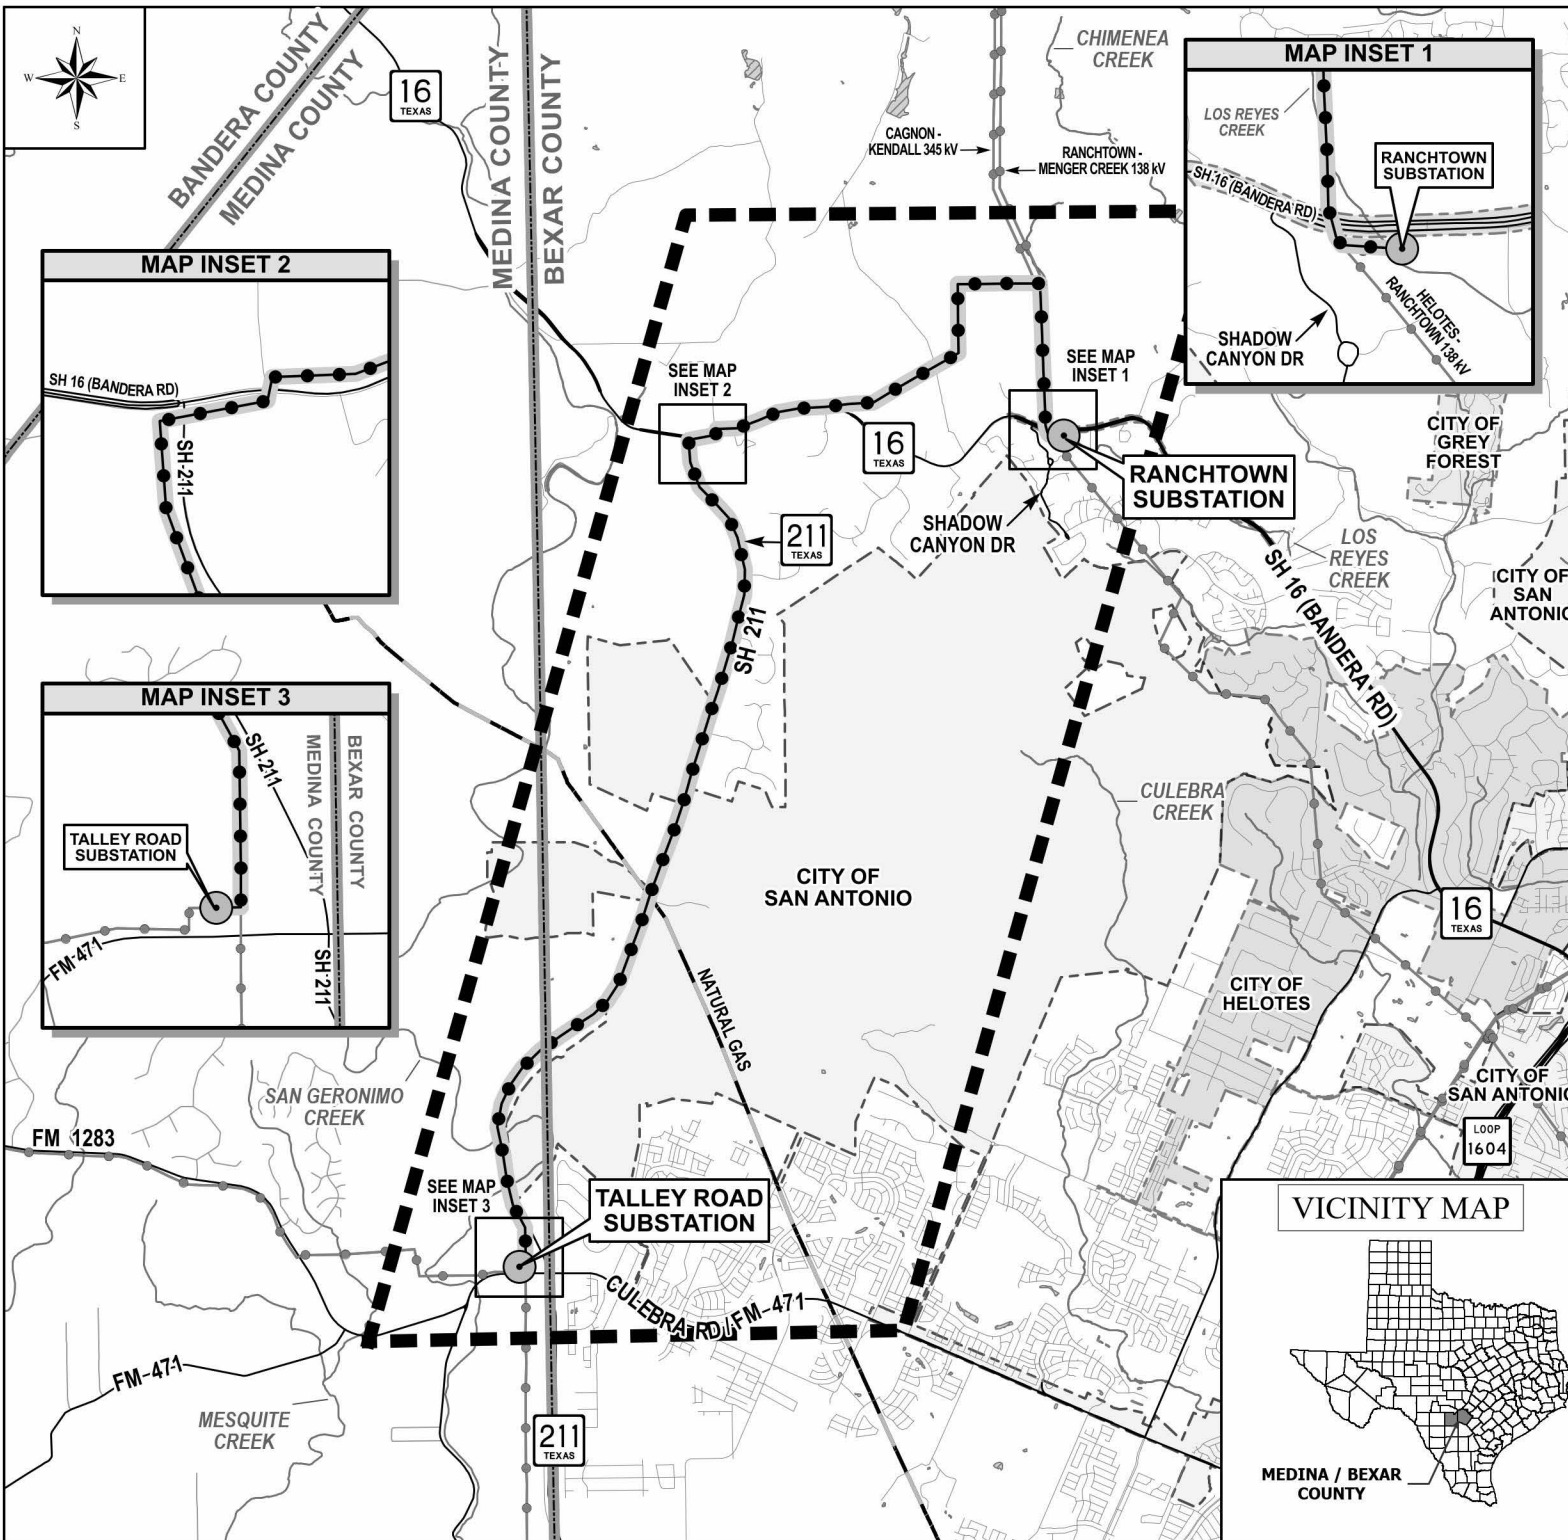 N
W
E
S
BANDERA COUNTY
MEDINA COUNTY
16
TEXAS
MEDINA COUNTY
BEXAR COUNTY
CHIMENEA
CREEK
CAGNON -
KENDALL 345 kV
RANCHTOWN -
MENGER CREEK 138 kV
MAP INSET 1
LOS REYES
CREEK
RANCHTOWN
SUBSTATION
SH 16 (BANDERA RD)
HELOTES -
RANCHTOWN 138 kV
SHADOW
CANYON DR
MAP INSET 2
SH 16 (BANDERA RD)
SH 211
SEE MAP
INSET 2
SEE MAP
INSET 1
16
TEXAS
RANCHTOWN
SUBSTATION
CITY OF
GREY
FOREST
SHADOW
CANYON DR
211
TEXAS
LOS
REYES
CREEK
CITY OF
SAN
ANTONIO
SH 16 (BANDERA RD)
SH 211
MAP INSET 3
SH 211
BEXAR COUNTY
MEDINA COUNTY
TALLEY ROAD
SUBSTATION
FM 471
SH 211
CULEBRA
CREEK
CITY OF
SAN ANTONIO
16
TEXAS
NATURAL GAS
CITY OF
HELOTES
SAN GERONIMO
CREEK
CITY OF
SAN ANTONIO
LOOP
1604
FM 1283
SEE MAP
INSET 3
TALLEY ROAD
SUBSTATION
CULEBRA RD / FM 471
FM 471
MESQUITE
CREEK
211
TEXAS
VICINITY MAP
MEDINA / BEXAR
COUNTY